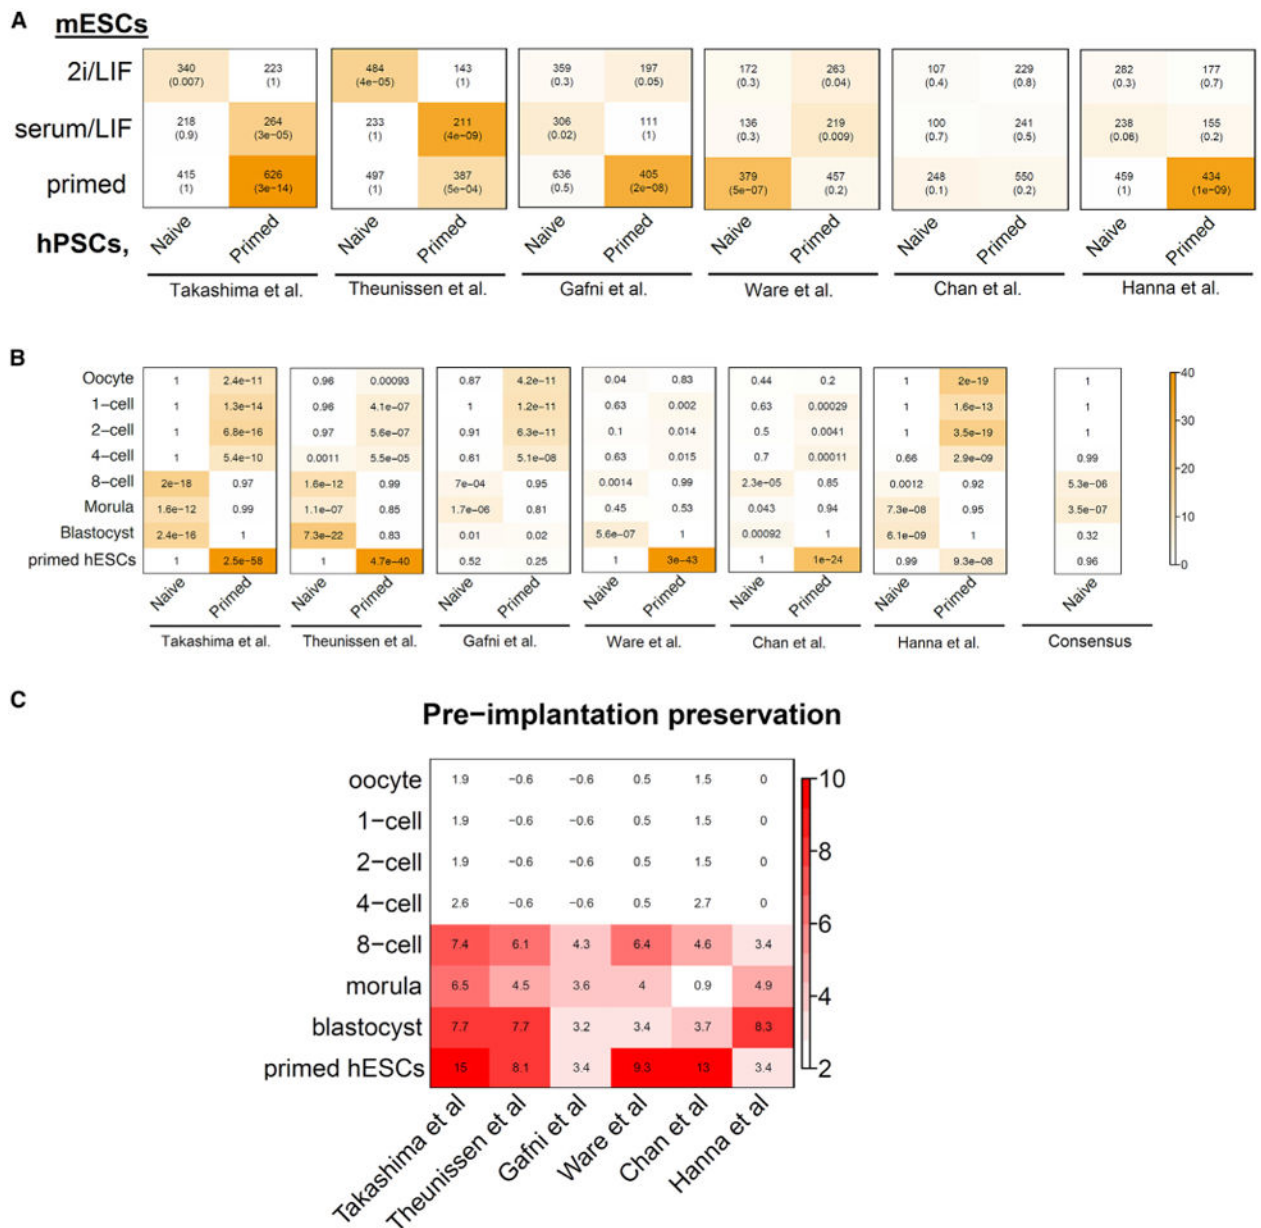 A mESCs
2i/LIF 340 223 484 143 359 197 172 263 107 229 282 177
(0.007) (1) (4e-05) (1) (0.3) (0.05) (0.3) (0.04) (0.4) (0.8) (0.3) (0.7)
serum/LIF 218 264 233 211 306 111 136 219 100 241 238 155
(0.9) (3e-05) (1) (4e-09) (0.02) (1) (0.3) (0.009) (0.7) (0.5) (0.06) (0.2)
primed 415 626 497 387 636 405 379 457 248 550 459 434
(1) (3e-14) (1) (5e-04) (0.5) (2e-08) (5e-07) (0.2) (0.1) (0.2) (1) (1e-09)
hPSCs, Naive Primed Naive Primed Naive Primed Naive Primed Naive Primed Naive Primed
Takashima et al. Theunissen et al. Gafni et al. Ware et al. Chan et al. Hanna et al.
B
Oocyte 1 2.4e-11 0.96 0.00093 0.87 4.2e-11 0.04 0.83 0.44 0.2 1 2e-19 1
1-cell 1 1.3e-14 0.96 4.1e-07 1 1.2e-11 0.63 0.002 0.63 0.00029 1 1.6e-13 1
2-cell 1 6.8e-16 0.97 5.6e-07 0.91 6.3e-11 0.1 0.014 0.5 0.0041 1 3.5e-19 1
4-cell 1 5.4e-10 0.0011 5.5e-05 0.61 5.1e-08 0.63 0.015 0.7 0.00011 0.66 2.9e-09 0.99
8-cell 2e-18 0.97 1.6e-12 0.99 7e-04 0.95 0.0014 0.99 2.3e-05 0.85 0.0012 0.92 5.3e-06
Morula 1.6e-12 0.99 1.1e-07 0.85 1.7e-06 0.81 0.45 0.53 0.043 0.94 7.3e-08 0.95 3.5e-07
Blastocyst 2.4e-16 1 7.3e-22 0.83 0.01 0.02 5.6e-07 1 0.00092 1 6.1e-09 1 0.32
primed hESCs 1 2.5e-58 1 4.7e-40 0.52 0.25 1 3e-43 1 1e-24 0.99 9.3e-08 0.96
40
30
20
10
0
Naive Primed Naive Primed Naive Primed Naive Primed Naive Primed Naive Primed Naive
Takashima et al. Theunissen et al. Gafni et al. Ware et al. Chan et al. Hanna et al. Consensus
C
Pre-implantation preservation
oocyte 1.9 -0.6 -0.6 0.5 1.5 0
1-cell 1.9 -0.6 -0.6 0.5 1.5 0
2-cell 1.9 -0.6 -0.6 0.5 1.5 0
4-cell 2.6 -0.6 -0.6 0.5 2.7 0
8-cell 7.4 6.1 4.3 6.4 4.6 3.4
morula 6.5 4.5 3.6 4 0.9 4.9
blastocyst 7.7 7.7 3.2 3.4 3.7 8.3
primed hESCs 15 8.1 3.4 9.3 13 3.4
10
8
6
4
2
Takashima et al Theunissen et al Gafni et al Ware et al Chan et al Hanna et al